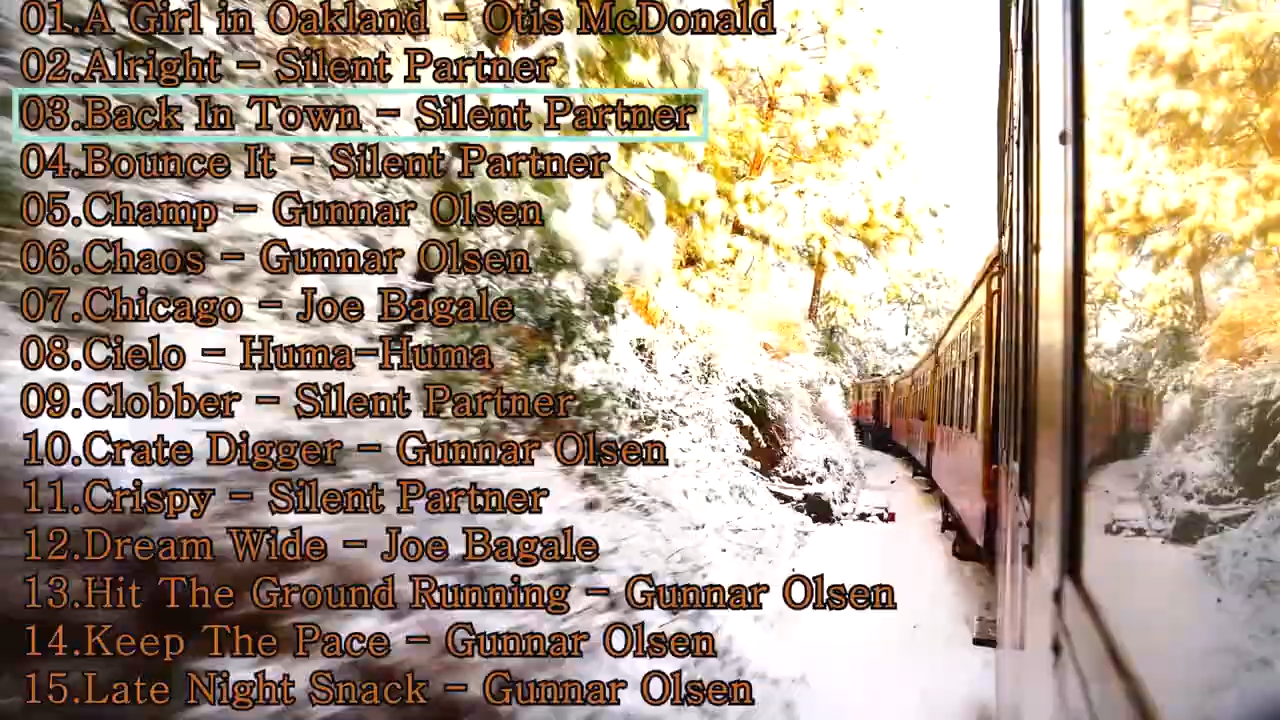 01.A Girl in Oakland - Otis McDonald
02.Alright - Silent Partner
03.Back In Town - Silent Partner
04.Bounce It - Silent Partner
05.Champ - Gunnar Olsen
06.Chaos - Gunnar Olsen
07.Chicago - Joe Bagale
08.Cielo - Huma-Huma
09.Clobber - Silent Partner
10.Crate Digger - Gunnar Olsen
11.Crispy - Silent Partner
12.Dream Wide - Joe Bagale
13.Hit The Ground Running - Gunnar Olsen
14.Keep The Pace - Gunnar Olsen
15.Late Night Snack - Gunnar Olsen